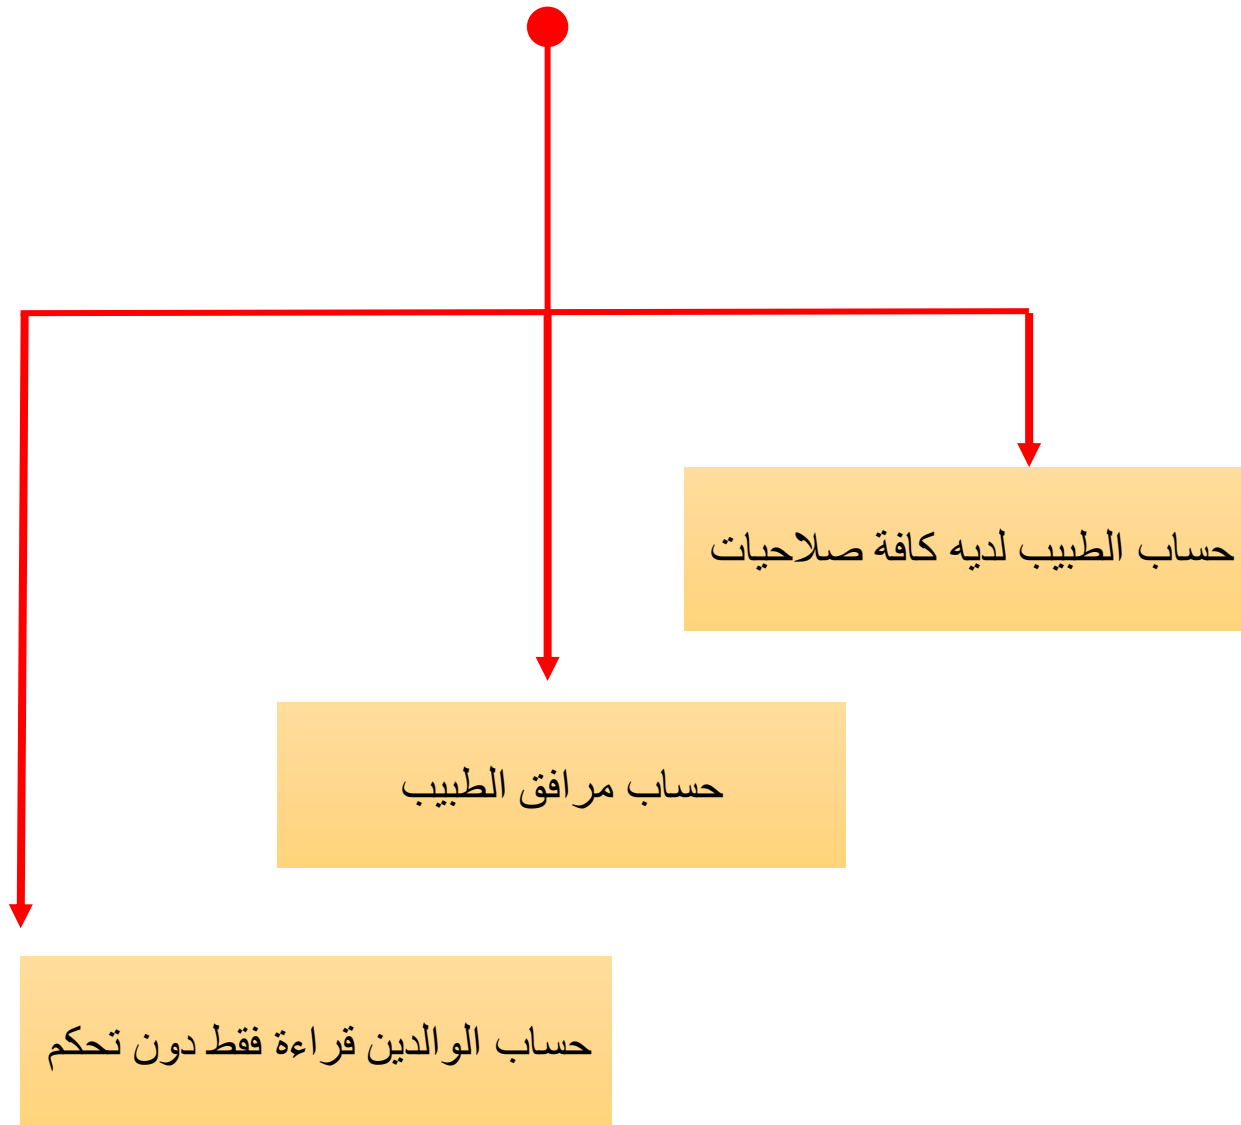 حساب الطبيب لديه كافة صلاحيات
حساب مرافق الطبيب
حساب الوالدين قراءة فقط دون تحكم